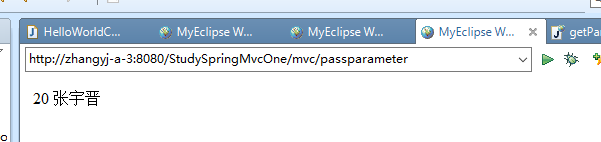 HelloWorldC...
MyEclipse W...
MyEclipse W...
MyEclipse W...
getPa
http://zhangyj-a-3:8080/StudySpringMvcOne/mvc/passparameter
20 张宇晋